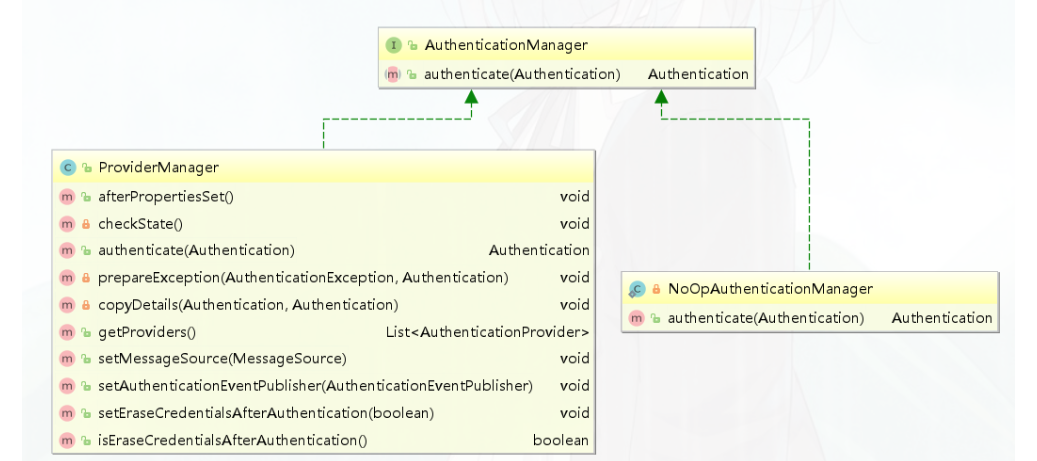 AuthenticationManager
authenticate(Authentication) Authentication
ProviderManager
afterPropertiesSet() void
checkState() void
authenticate(Authentication) Authentication
prepareException(AuthenticationException, Authentication) void
copyDetails(Authentication, Authentication) void
getProviders() List<AuthenticationProvider>
setMessageSource(MessageSource) void
setAuthenticationEventPublisher(AuthenticationEventPublisher) void
setEraseCredentialsAfterAuthentication(boolean) void
isEraseCredentialsAfterAuthentication() boolean
NoOpAuthenticationManager
authenticate(Authentication) Authentication